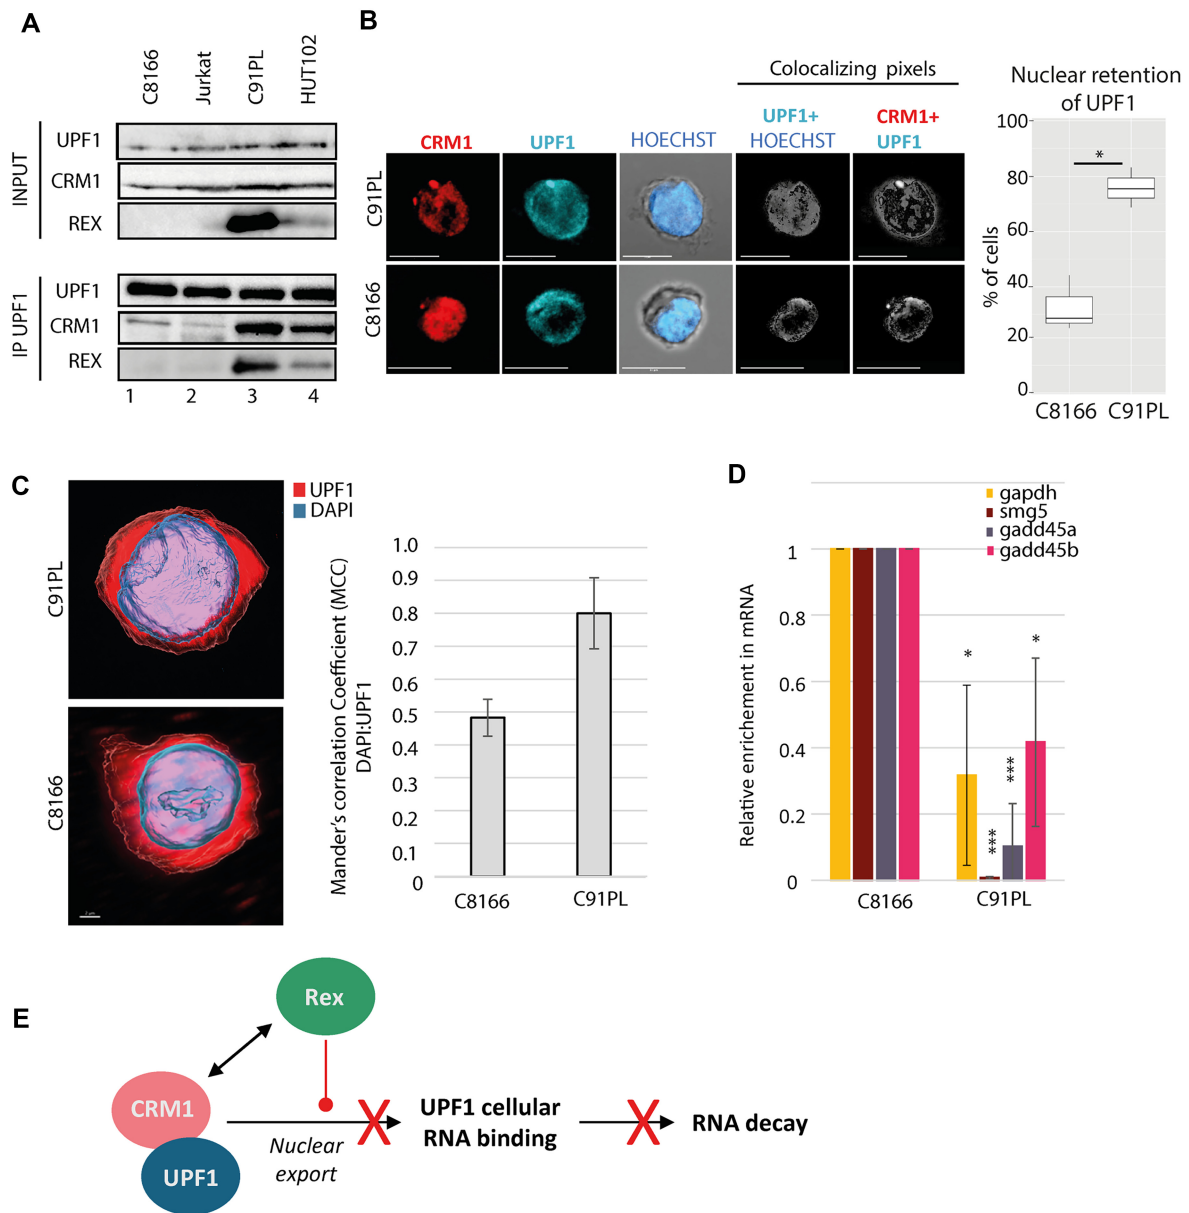 A
C8166
Jurkat
C91PL
HUT102
INPUT
UPF1
CRM1
REX
IP UPF1
UPF1
CRM1
REX
1 2 3 4
B
Colocalizing pixels
CRM1
UPF1
HOECHST
UPF1+
HOECHST
CRM1+
UPF1
C91PL
C8166
Nuclear retention
of UPF1
% of cells
100
80
60
40
20
0
*
C8166 C91PL
C
C91PL
C8166
UPF1
DAPI
Mander's correlation Coefficient (MCC)
DAPI:UPF1
1.0
0.9
0.8
0.7
0.6
0.5
0.4
0.3
0.2
0.1
0
C8166 C91PL
D
gapdh
smg5
gadd45a
gadd45b
Relative enrichement in mRNA
1
0.8
0.6
0.4
0.2
0
*
***
***
*
C8166 C91PL
E
Rex
CRM1
UPF1
Nuclear
export
X
UPF1 cellular
RNA binding
X
RNA decay